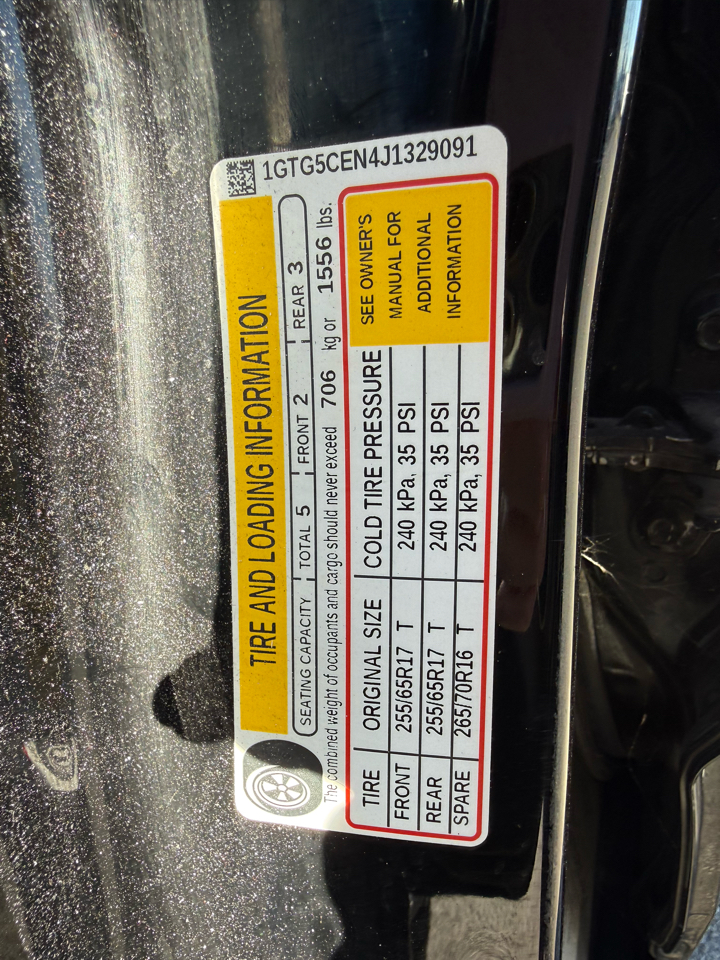 1GTG5CEN4J1329091
TIRE AND LOADING INFORMATION
SEATING CAPACITY TOTAL 5 FRONT 2 REAR 3
The combined weight of occupants and cargo should never exceed 706 kg or 1556 lbs.
TIRE ORIGINAL SIZE COLD TIRE PRESSURE
FRONT 255/65R17 T 240 kPa, 35 PSI
REAR 255/65R17 T 240 kPa, 35 PSI
SPARE 265/70R16 T 240 kPa, 35 PSI
SEE OWNER'S
MANUAL FOR
ADDITIONAL
INFORMATION